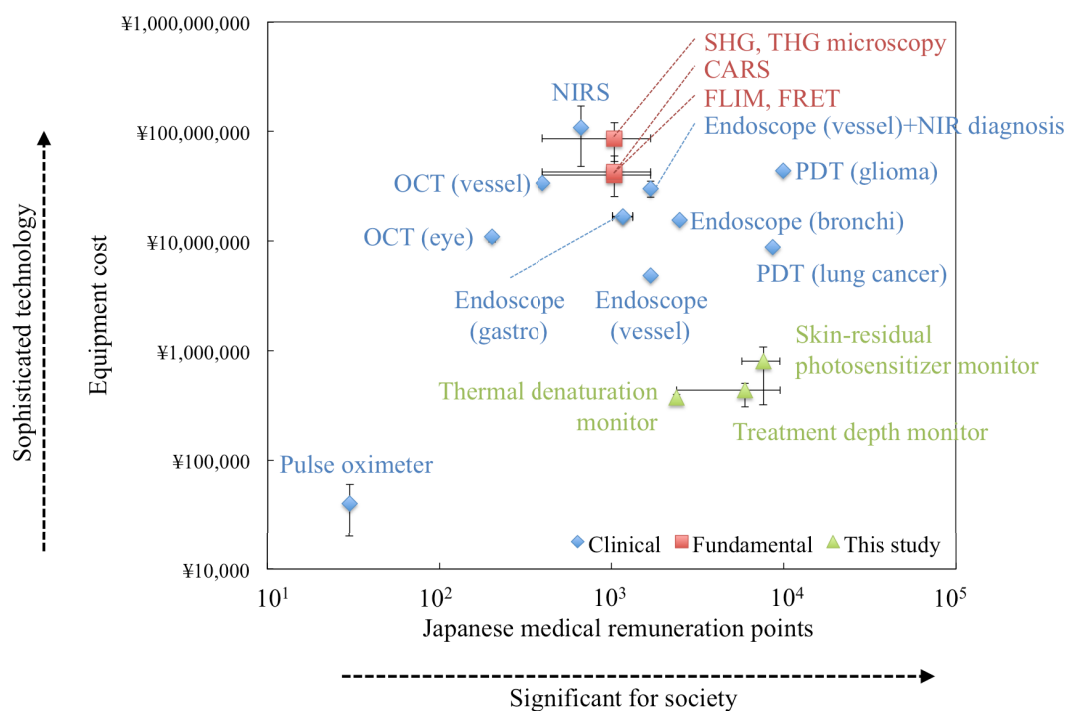 ¥1,000,000,000
¥100,000,000
¥10,000,000
¥1,000,000
¥100,000
¥10,000
Sophisticated technology
Equipment cost
SHG, THG microscopy
CARS
FLIM, FRET
Endoscope (vessel)+NIR diagnosis
NIRS
OCT (vessel)
PDT (glioma)
OCT (eye)
Endoscope (bronchi)
PDT (lung cancer)
Endoscope
(gastro)
Endoscope
(vessel)
Skin-residual
photosensitizer monitor
Thermal denaturation
monitor
Treatment depth monitor
Pulse oximeter
Clinical
Fundamental
This study
10¹
10²
10³
10⁴
10⁵
Japanese medical remuneration points
Significant for society